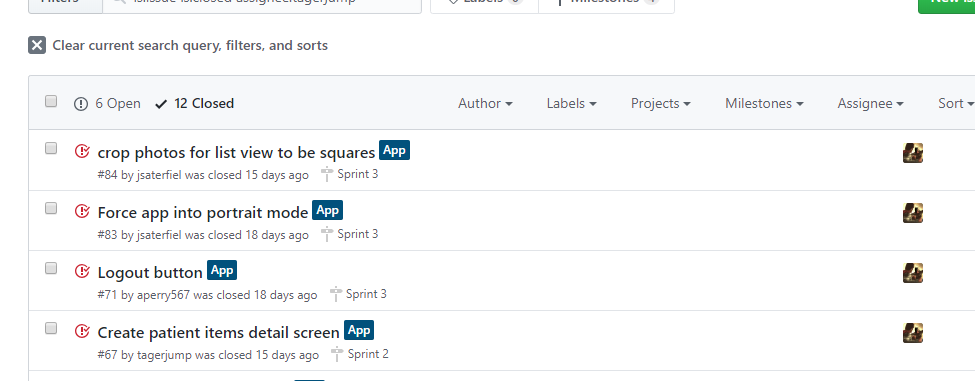 Filters is:issue is:closed assignee:tagerjump Labels Milestones
Clear current search query, filters, and sorts
6 Open 12 Closed Author Labels Projects Milestones Assignee Sort
crop photos for list view to be squares App
#84 by jsaterfiel was closed 15 days ago Sprint 3
Force app into portrait mode App
#83 by jsaterfiel was closed 18 days ago Sprint 3
Logout button App
#71 by aperry567 was closed 18 days ago Sprint 3
Create patient items detail screen App
#67 by tagerjump was closed 15 days ago Sprint 2